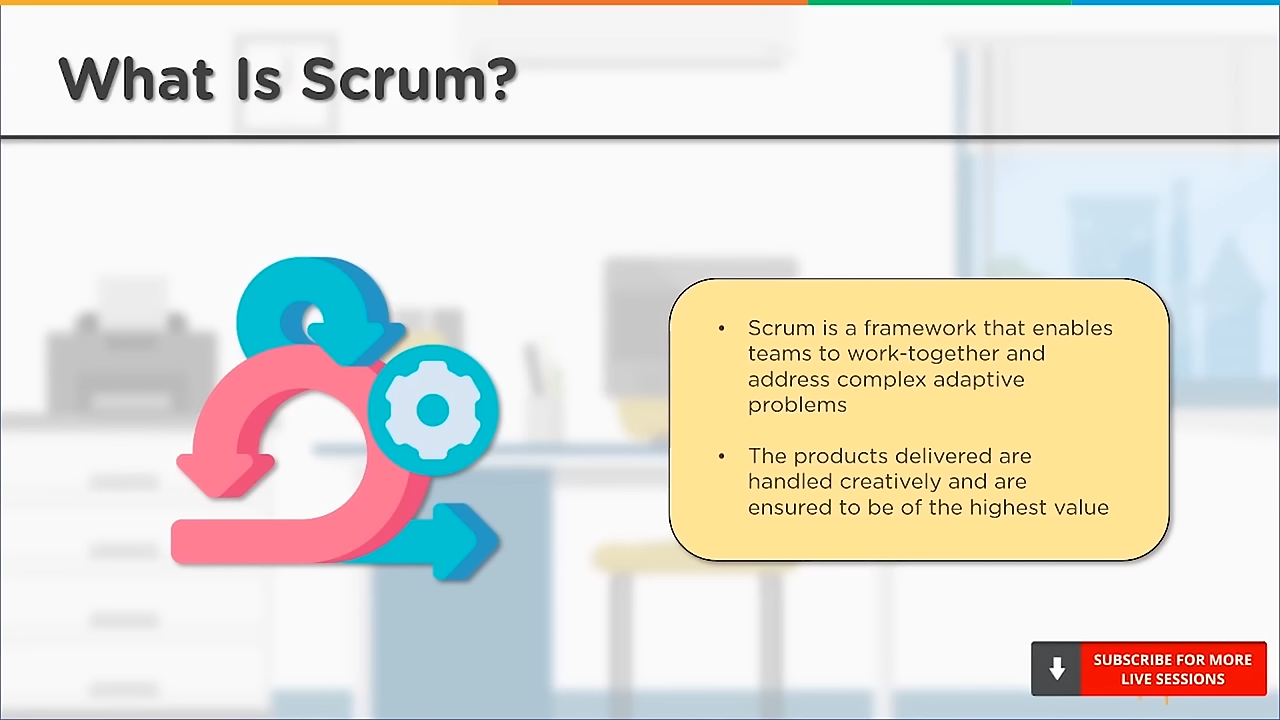 What Is Scrum?
• Scrum is a framework that enables
teams to work-together and
address complex adaptive
problems
• The products delivered are
handled creatively and are
ensured to be of the highest value
SUBSCRIBE FOR MORE
LIVE SESSIONS